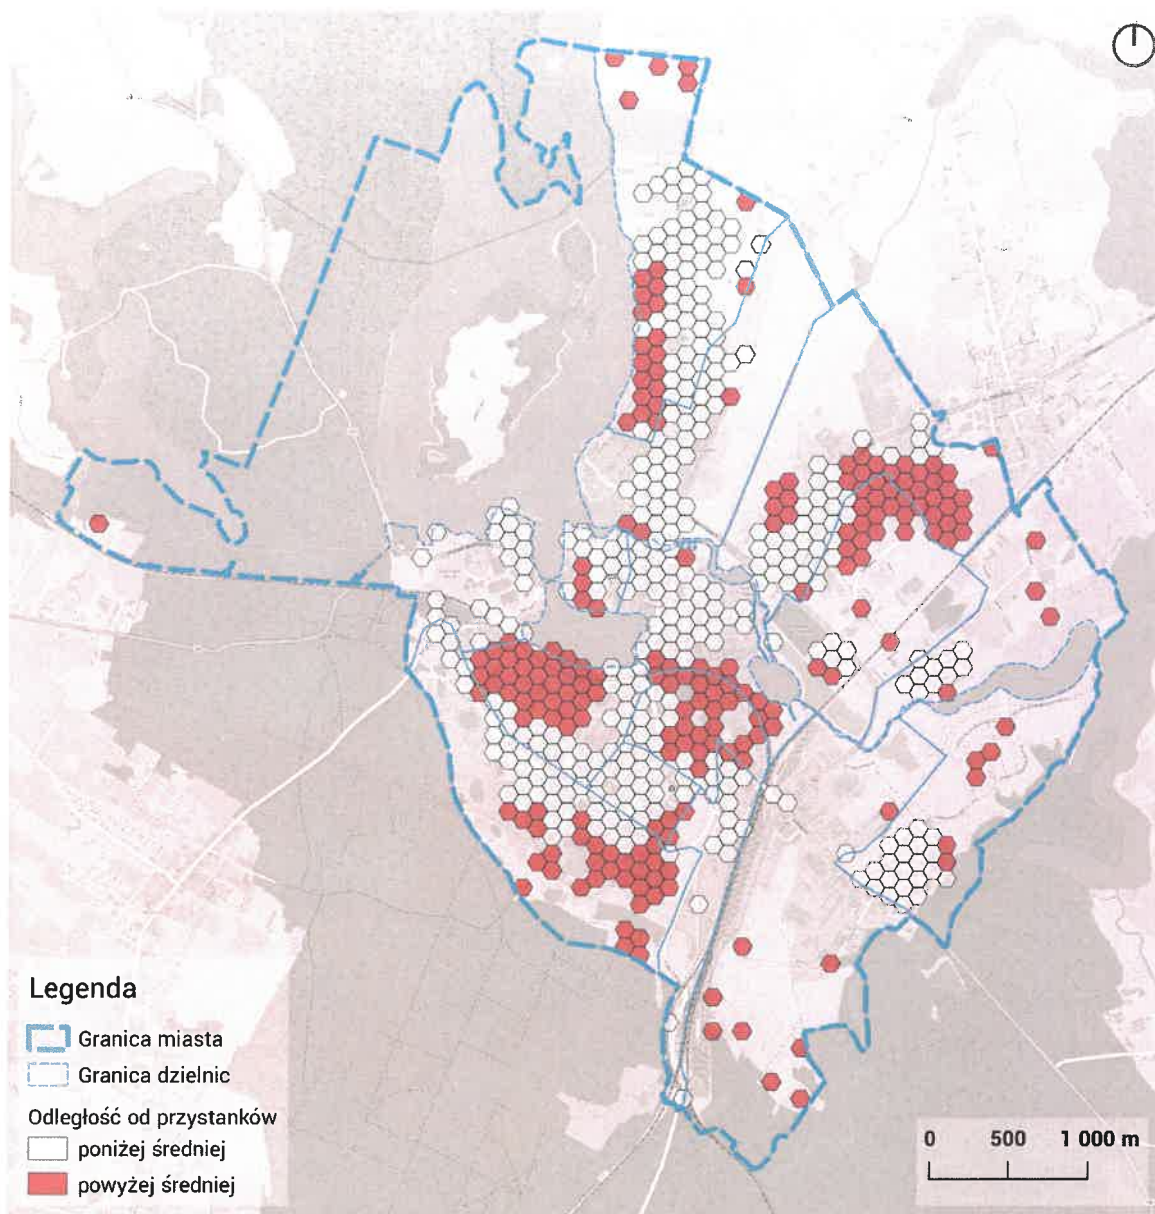 Legenda
Granica miasta
Granica dzielnic
Odległość od przystanków
poniżej średniej
powyżej średniej
0 500 1 000 m